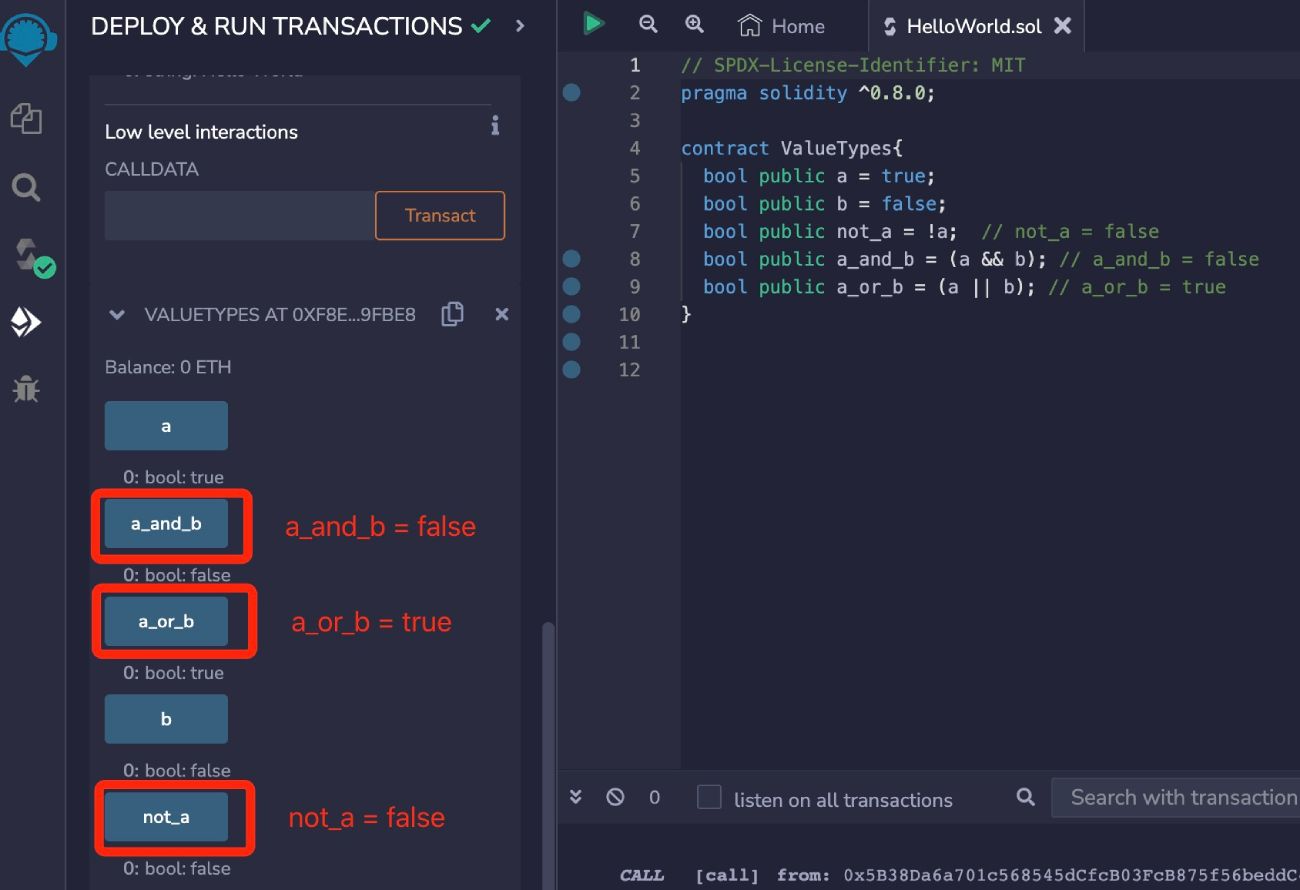 DEPLOY & RUN TRANSACTIONS
Low level interactions
i
CALLDATA
Transact
VALUETYPES AT 0XF8E...9FBE8
Balance: 0 ETH
a
0: bool: true
a_and_b
a_and_b = false
0: bool: false
a_or_b
a_or_b = true
0: bool: true
b
0: bool: false
not_a
not_a = false
0: bool: false
Home
HelloWorld.sol
1 // SPDX-License-Identifier: MIT
2 pragma solidity ^0.8.0;
3
4 contract ValueTypes{
5 bool public a = true;
6 bool public b = false;
7 bool public not_a = !a; // not_a = false
8 bool public a_and_b = (a && b); // a_and_b = false
9 bool public a_or_b = (a || b); // a_or_b = true
10 }
11
12
0 listen on all transactions Search with transaction
CALL [call] from: 0x5B38Da6a701c568545dCfcB03FcB875f56beddC